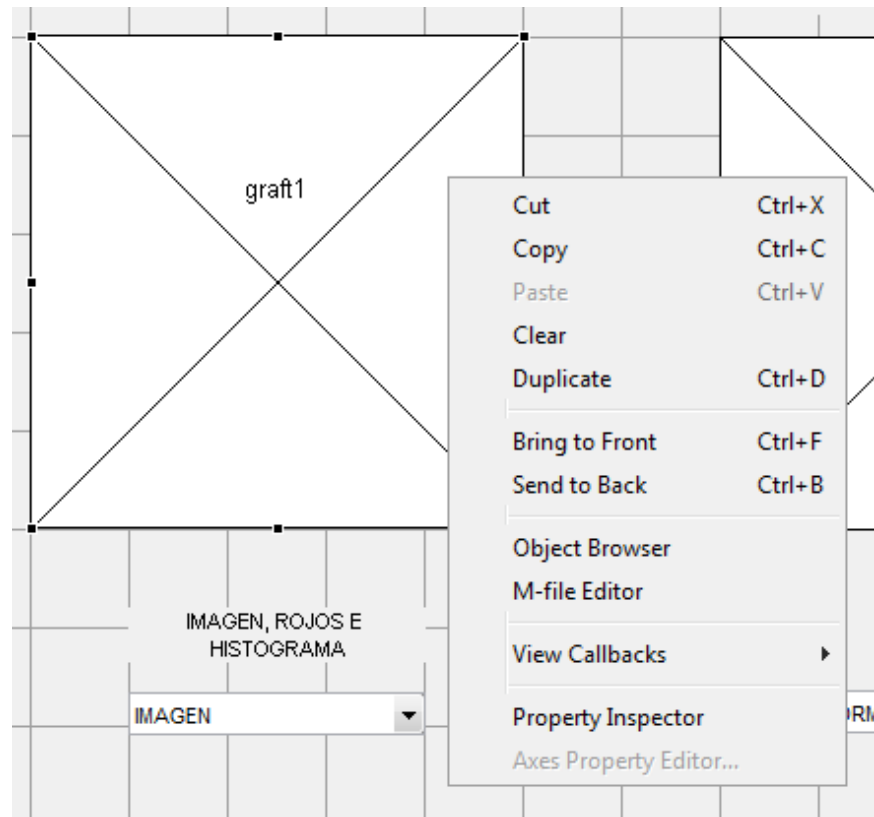 graft1
Cut Ctrl+X
Copy Ctrl+C
Paste Ctrl+V
Clear
Duplicate Ctrl+D
Bring to Front Ctrl+F
Send to Back Ctrl+B
Object Browser
M-file Editor
View Callbacks
Property Inspector
Axes Property Editor...
IMAGEN, ROJOS E
HISTOGRAMA
IMAGEN